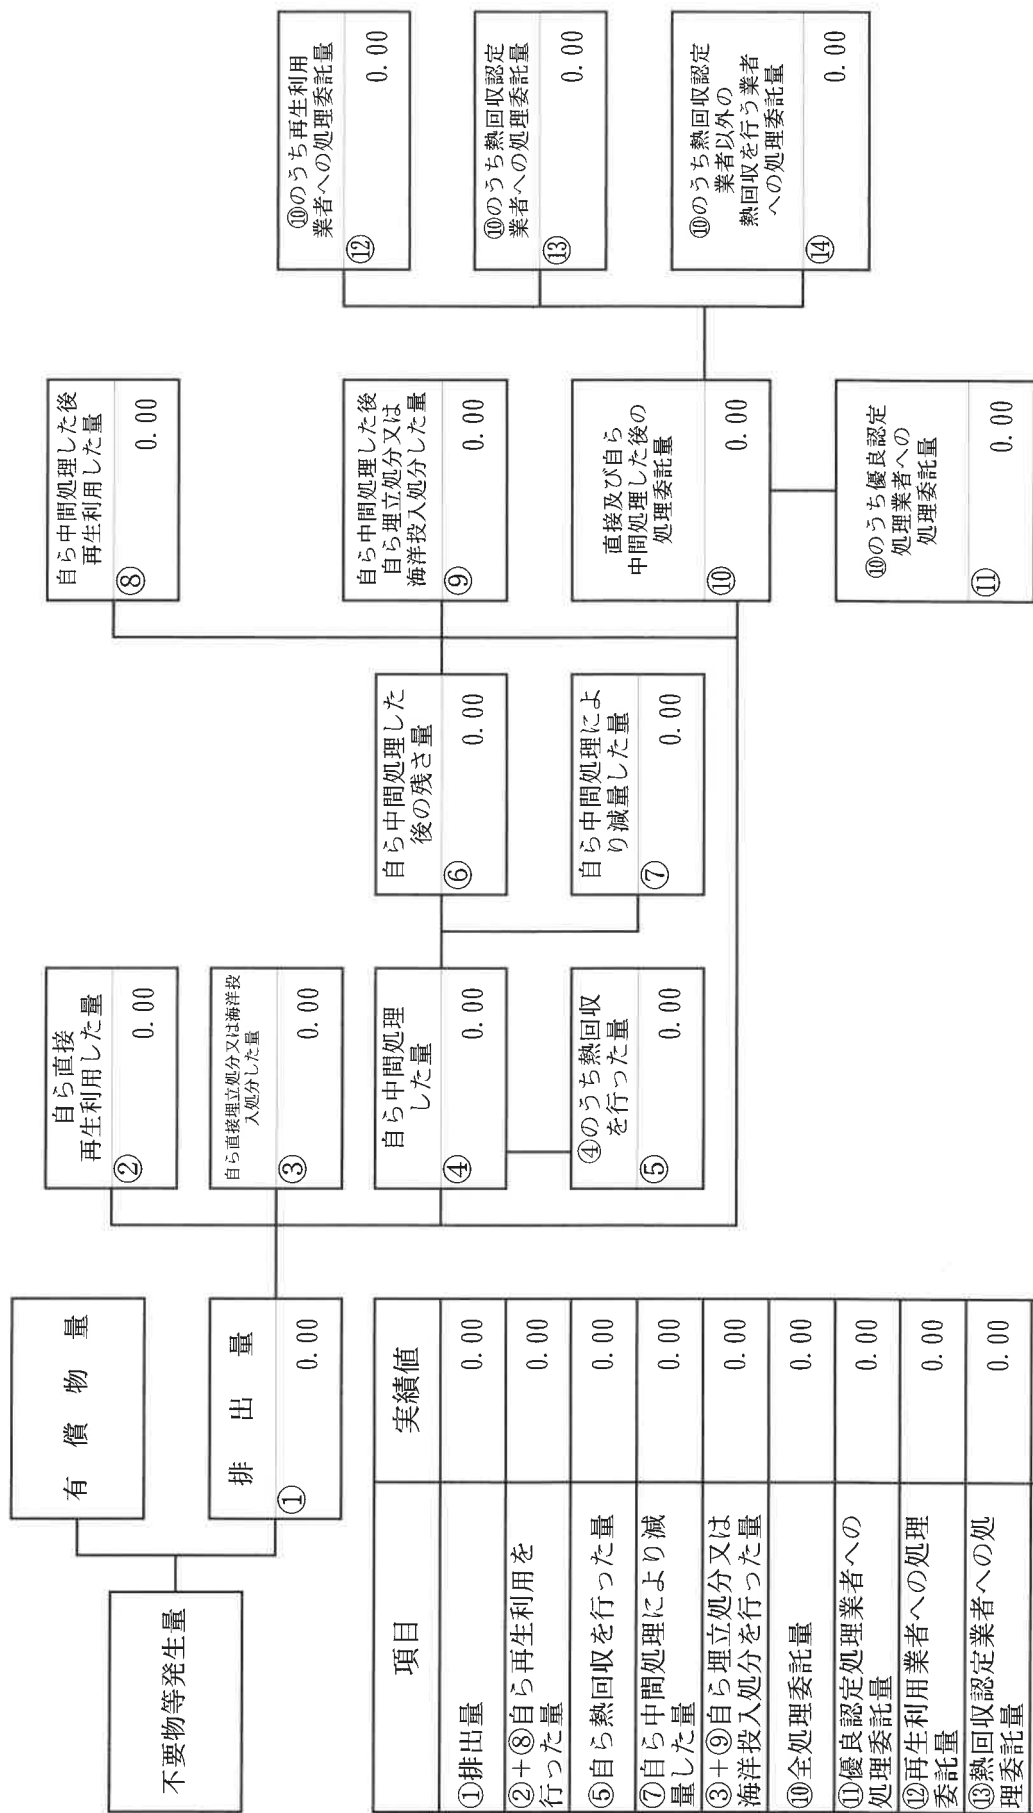 不要物等発生量
有償物量
排出量
①
0.00
自ら直接
再生利用した量
②
0.00
自ら直接埋立処分又は海洋投
入処分した量
③
0.00
自ら中間処理
した量
④
0.00
④のうち熱回収
を行った量
⑤
0.00
自ら中間処理した
後の残さ量
⑥
0.00
自ら中間処理によ
り減量した量
⑦
0.00
自ら中間処理した後
再生利用した量
⑧
0.00
自ら中間処理した後
自ら埋立処分又は
海洋投入処分した量
⑨
0.00
直接及び自ら
中間処理した後の
処理委託量
⑩
0.00
⑩のうち優良認定
処理業者への
処理委託量
⑪
0.00
⑩のうち再生利用
業者への処理委託量
⑫
0.00
⑩のうち熱回収認定
業者への処理委託量
⑬
0.00
⑩のうち熱回収認定
業者以外の
熱回収を行う業者
への処理委託量
⑭
0.00
項目 実績値
①排出量 0.00
②+⑧自ら再生利用を
行った量 0.00
⑤自ら熱回収を行った量 0.00
⑦自ら中間処理により減
量した量 0.00
③+⑨自ら埋立処分又は
海洋投入処分を行った量 0.00
⑩全処理委託量 0.00
⑪優良認定処理業者への
処理委託量 0.00
⑫再生利用業者への処理
委託量 0.00
⑬熱回収認定業者への処
理委託量 0.00